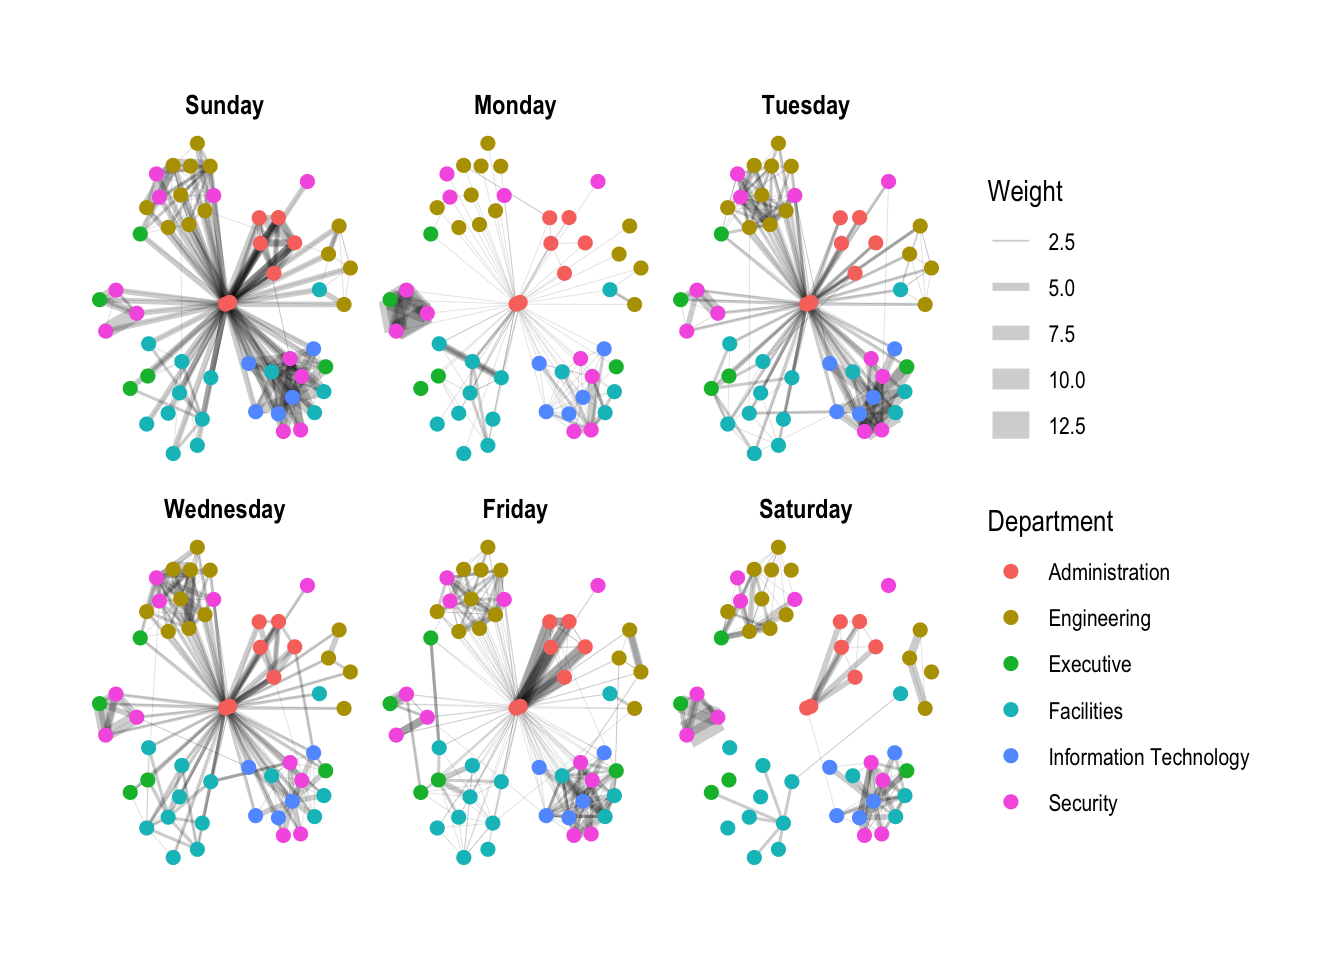 Sunday
Monday
Tuesday
Wednesday
Friday
Saturday
Weight
2.5
5.0
7.5
10.0
12.5
Department
Administration
Engineering
Executive
Facilities
Information Technology
Security